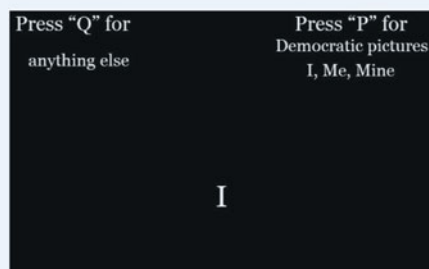 Press “Q” for
anything else
Press “P” for
Democratic pictures
I, Me, Mine
I